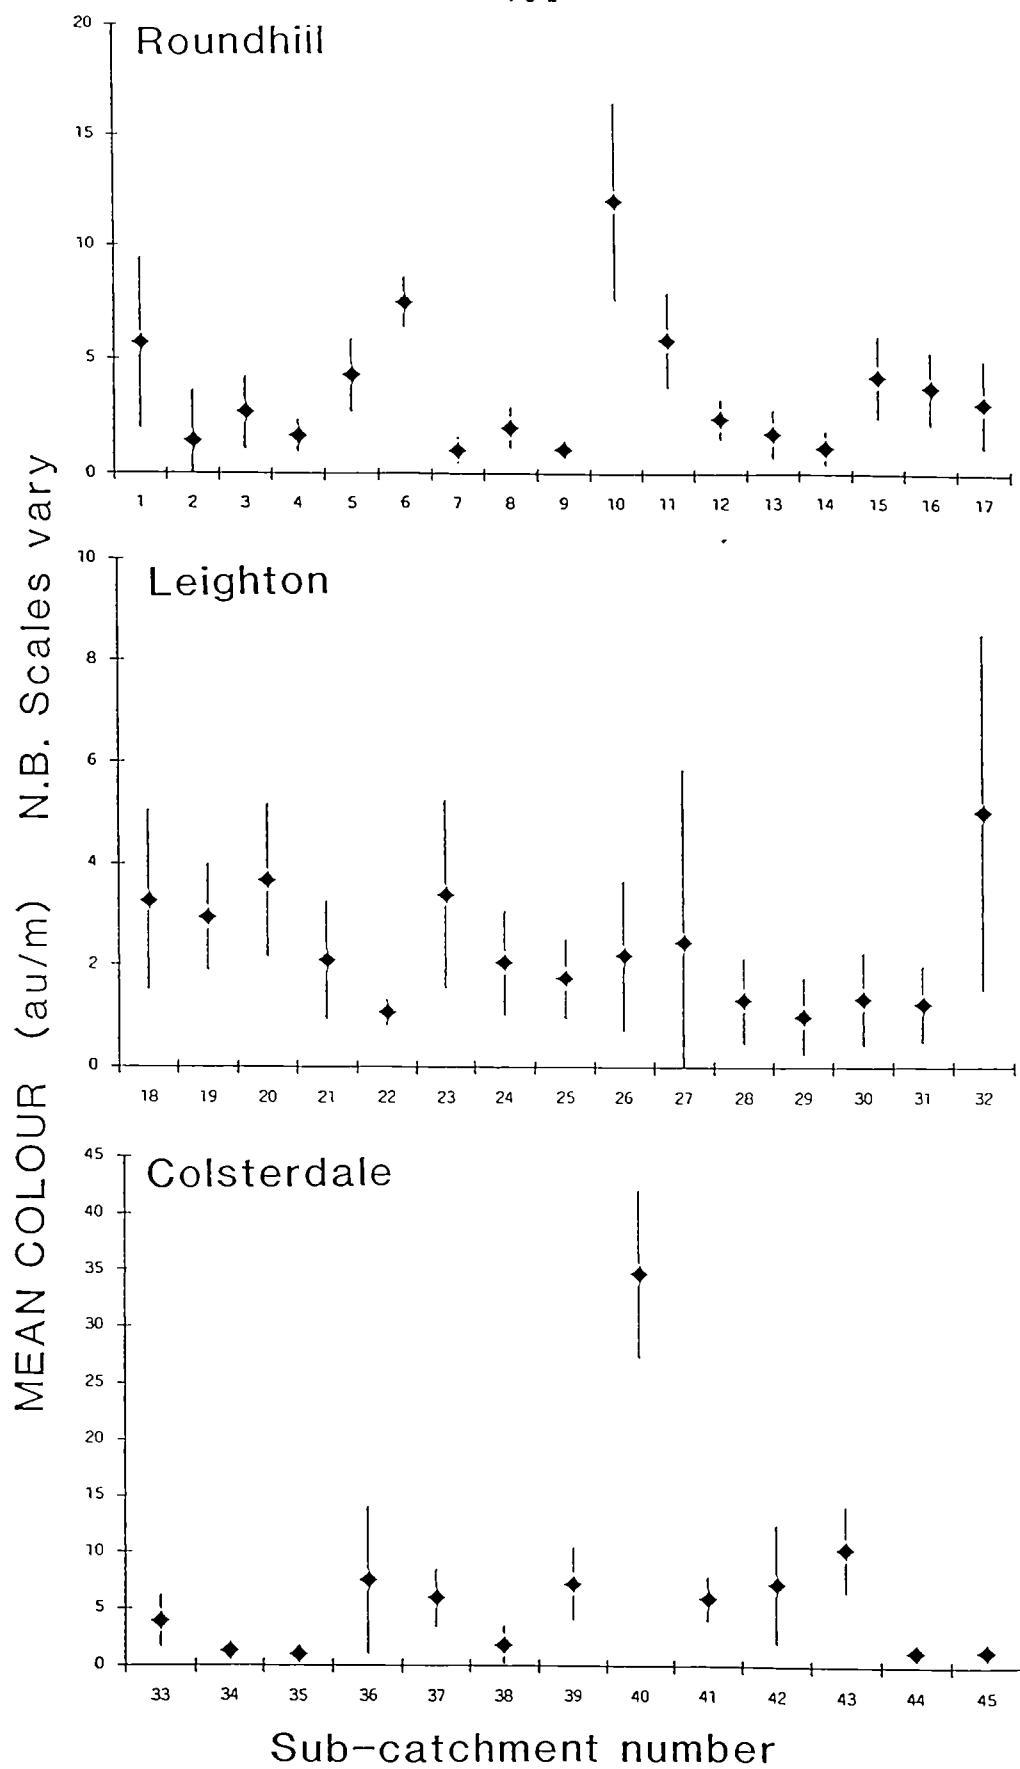 Roundhill
20
15
10
5
0
1 2 3 4 5 6 7 8 9 10 11 12 13 14 15 16 17
Leighton
10
8
6
4
2
0
18 19 20 21 22 23 24 25 26 27 28 29 30 31 32
Colsterdale
45
40
35
30
25
20
15
10
5
0
33 34 35 36 37 38 39 40 41 42 43 44 45
MEAN COLOUR (au/m) N.B. Scales vary
Sub-catchment number